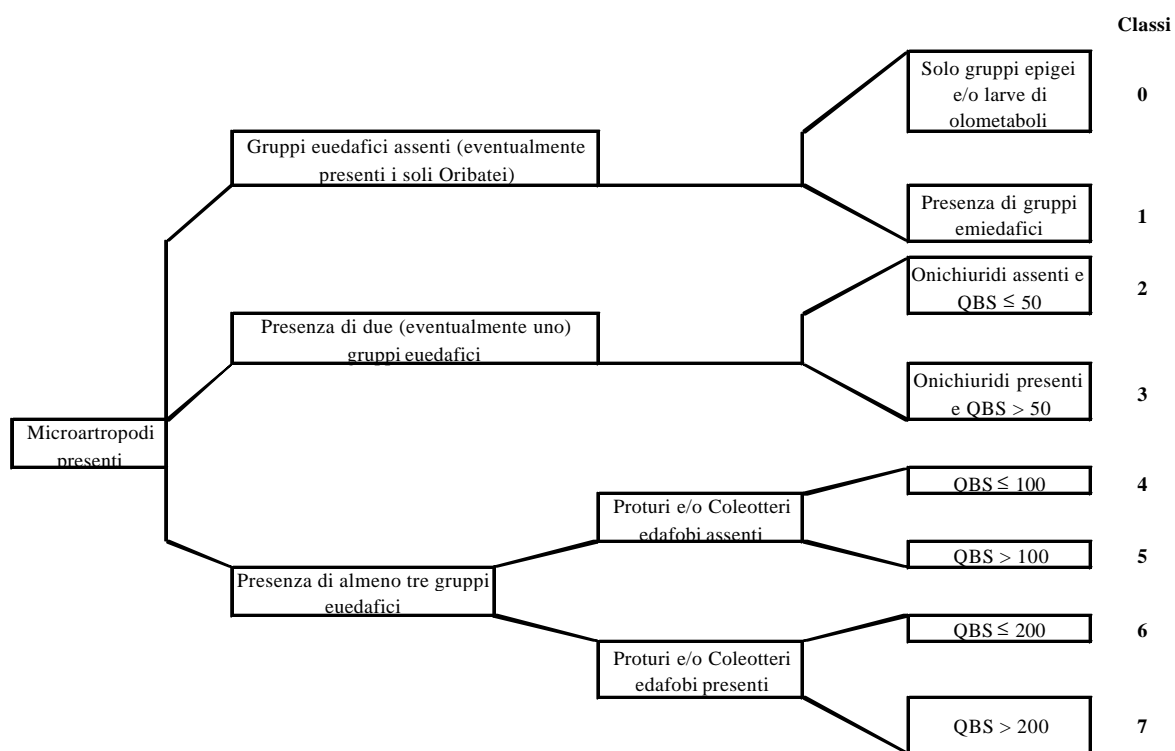 Classi
Solo gruppi epigei
e/o larve di
olometaboli
0
Gruppi euedafici assenti (eventualmente
presenti i soli Oribatei)
Presenza di gruppi
emiedafici
1
Onichiuridi assenti e
QBS ≤ 50
2
Presenza di due (eventualmente uno)
gruppi euedafici
Onichiuridi presenti
e QBS > 50
3
Microartropodi
presenti
QBS ≤ 100
4
Proturi e/o Coleotteri
edafobi assenti
QBS > 100
5
Presenza di almeno tre gruppi
euedafici
QBS ≤ 200
6
Proturi e/o Coleotteri
edafobi presenti
QBS > 200
7